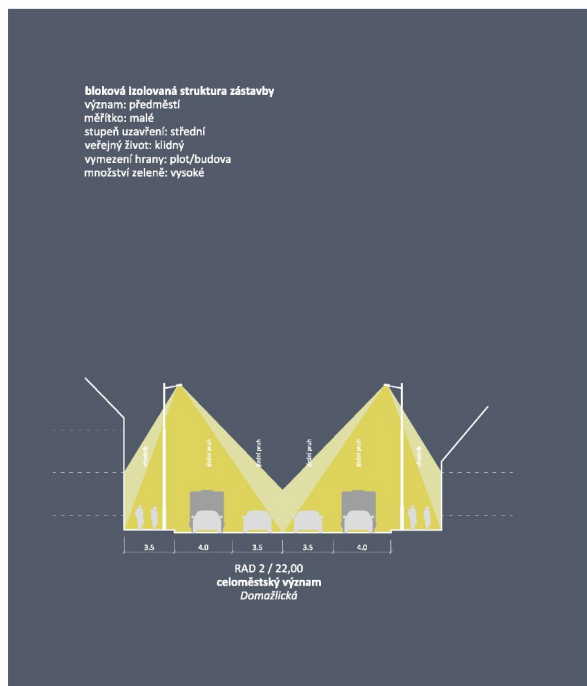 bloková izolovaná struktura zástavby
význam: předměstí
měřítko: malé
stupeň uzavření: střední
veřejný život: klidný
vymezení hrany: plot/budova
množství zeleně: vysoké
chodník
jízdní pruh
jízdní pruh
jízdní pruh
jízdní pruh
chodník
3.5
4.0
3.5
3.5
4.0
RAD 2 / 22,00
celoměstský význam
Domažlická